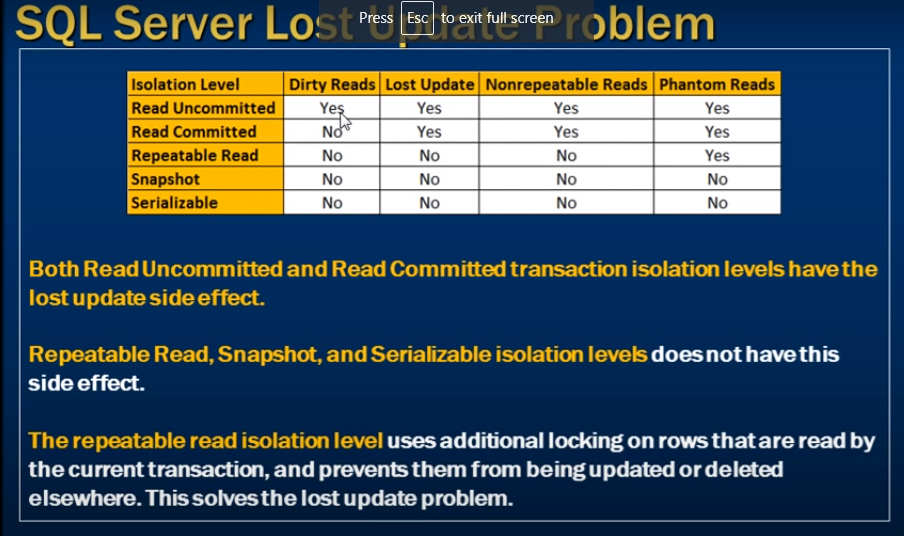 SQL Server Lost Update Problem
Press Esc to exit full screen
Isolation Level Dirty Reads Lost Update Nonrepeatable Reads Phantom Reads
Read Uncommitted Yes Yes Yes Yes
Read Committed No Yes Yes Yes
Repeatable Read No No No Yes
Snapshot No No No No
Serializable No No No No
Both Read Uncommitted and Read Committed transaction isolation levels have the
lost update side effect.
Repeatable Read, Snapshot, and Serializable isolation levels does not have this
side effect.
The repeatable read isolation level uses additional locking on rows that are read by
the current transaction, and prevents them from being updated or deleted
elsewhere. This solves the lost update problem.